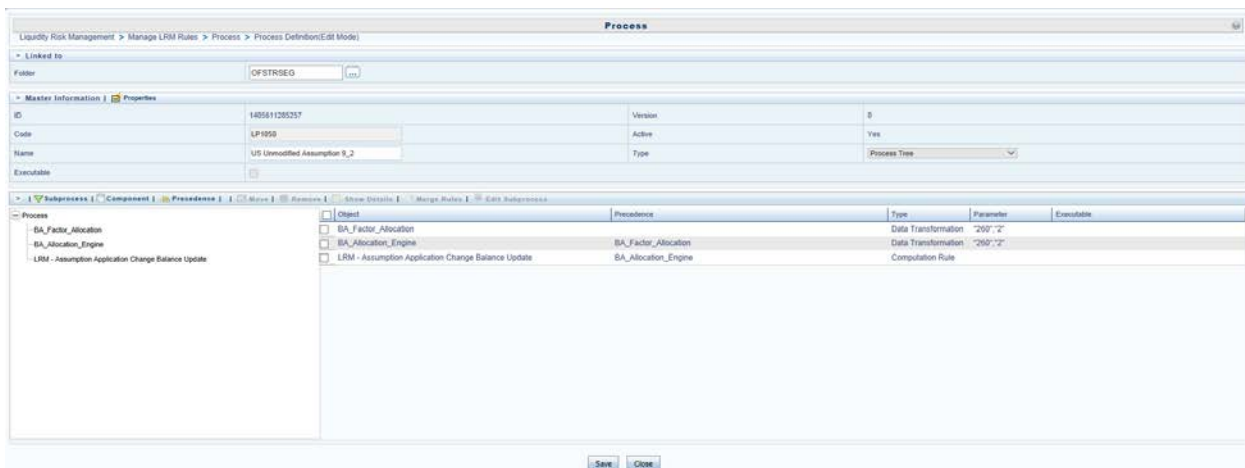 Process
Liquidity Risk Management > Manage LRM Rules > Process > Process Definition(Edit Mode)
Linked to
Folder OFSTRSEG ...
Master Information | Properties
ID 1405611285257 Version 0
Code LP1050 Active Yes
Name US Unmodified Assumption 9_2 Type Process Tree
Executable
| Subprocess | Component | Precedence | | Move | Remove | Show Details | Merge Rules | Edit Subprocess
Process Object Precedence Type Parameter Executable
BA_Factor_Allocation BA_Factor_Allocation Data Transformation "260","2"
BA_Allocation_Engine BA_Allocation_Engine BA_Factor_Allocation Data Transformation "260","2"
LRM - Assumption Application Change Balance Update LRM - Assumption Application Change Balance Update BA_Allocation_Engine Computation Rule
Save Close